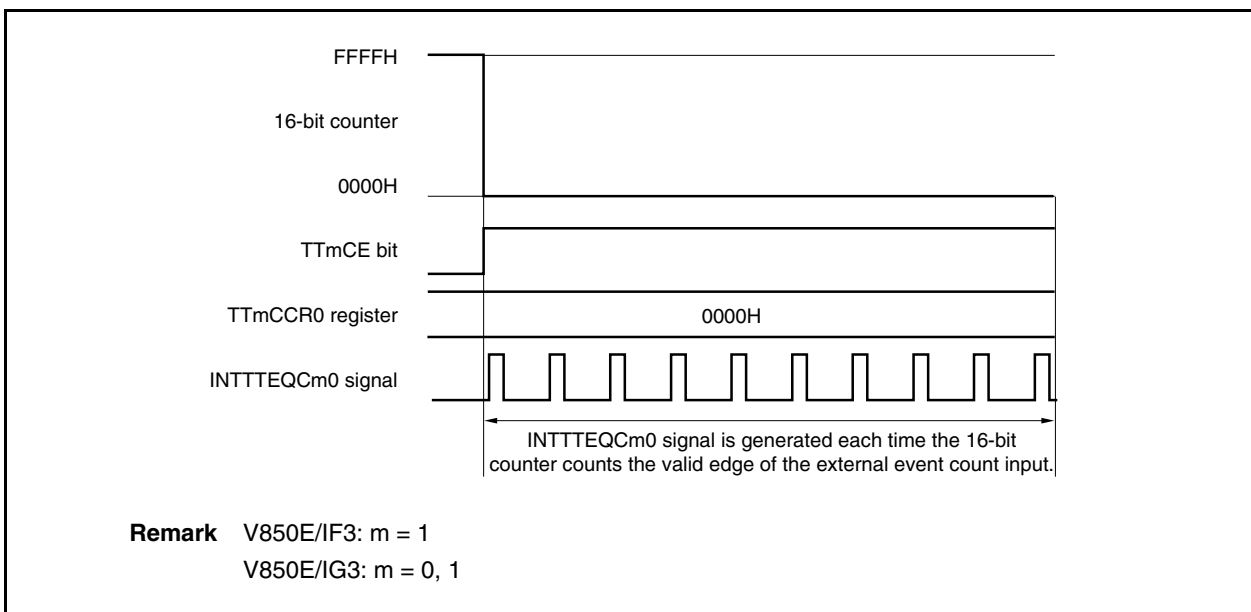 FFFFH
16-bit counter
0000H
TTmCE bit
TTmCCR0 register
0000H
INTTTEQCm0 signal
INTTTEQCm0 signal is generated each time the 16-bit
counter counts the valid edge of the external event count input.
Remark V850E/IF3: m = 1
V850E/IG3: m = 0, 1